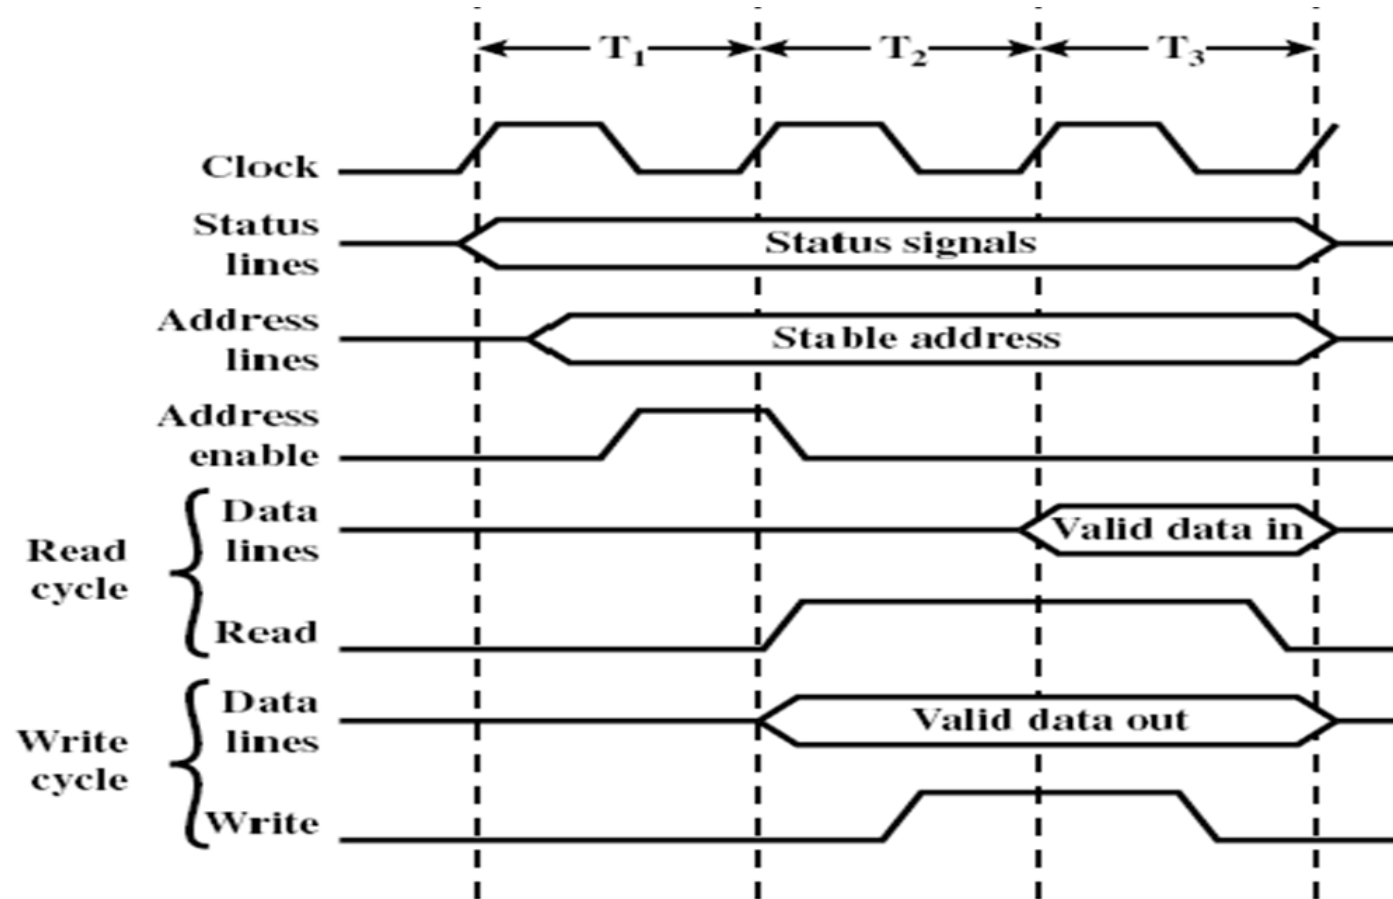 T1 T2 T3
Clock
Status
lines
Status signals
Address
lines
Stable address
Address
enable
Read
cycle
Data
lines
Valid data in
Read
Write
cycle
Data
lines
Valid data out
Write